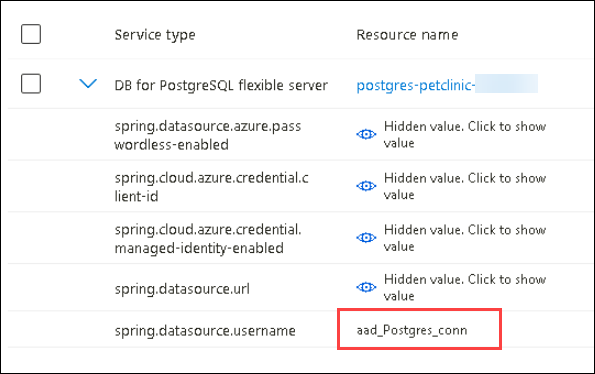 Service type Resource name
DB for PostgreSQL flexible server postgres-petclinic-
spring.datasource.azure.pass
wordless-enabled
Hidden value. Click to show
value
spring.cloud.azure.credential.c
lient-id
Hidden value. Click to show
value
spring.cloud.azure.credential.
managed-identity-enabled
Hidden value. Click to show
value
spring.datasource.url
Hidden value. Click to show
value
spring.datasource.username aad_Postgres_conn